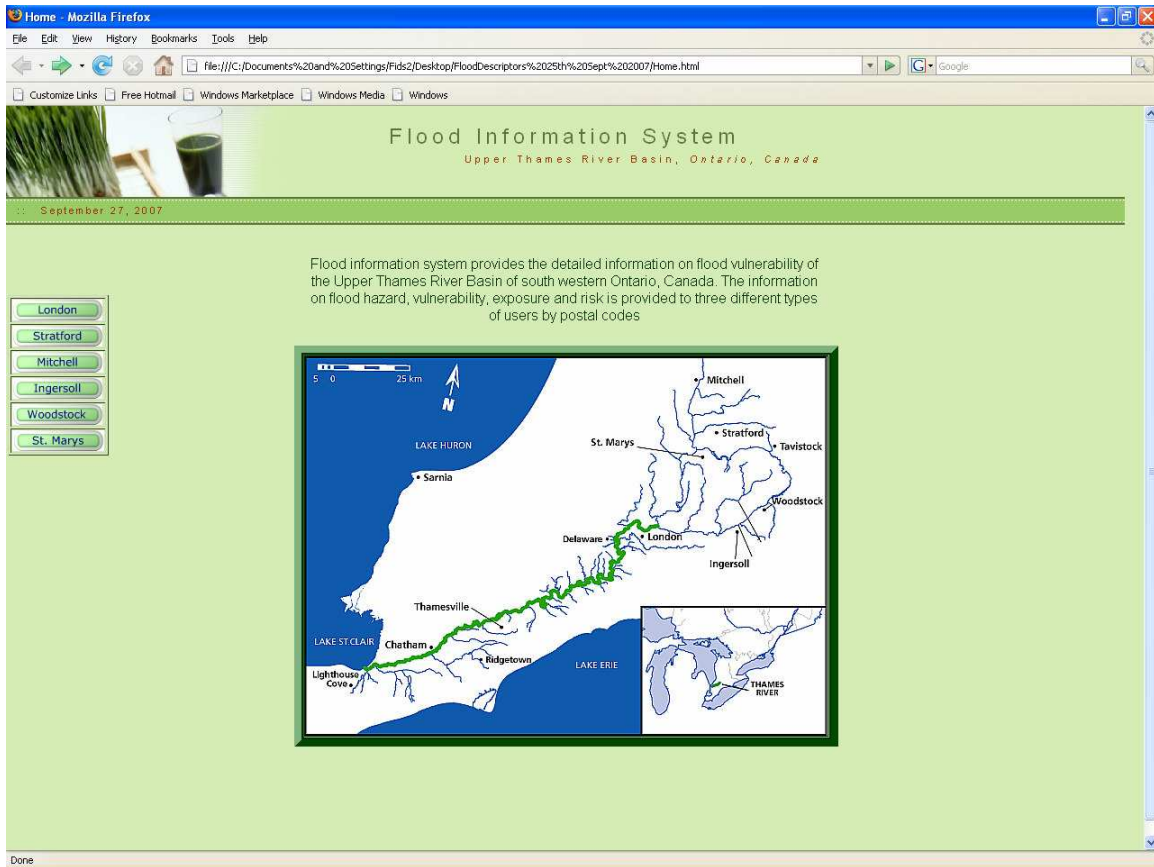 Home - Mozilla Firefox
File Edit View History Bookmarks Tools Help
file:///C:/Documents%20and%20Settings/Fids2/Desktop/FloodDescriptors%2025th%20Sept%202007/Home.html
G Google
Customize Links Free Hotmail Windows Marketplace Windows Media Windows
Flood Information System
Upper Thames River Basin, Ontario, Canada
:: September 27, 2007
Flood information system provides the detailed information on flood vulnerability of
the Upper Thames River Basin of south western Ontario, Canada. The information
on flood hazard, vulnerability, exposure and risk is provided to three different types
of users by postal codes
London
Stratford
Mitchell
Ingersoll
Woodstock
St. Marys
5 0 25 km
N
Mitchell
Stratford
St. Marys
Tavistock
LAKE HURON
Sarnia
Woodstock
Delaware
London
Ingersoll
Thamesville
LAKE ST.CLAIR
Chatham
Ridgetown
LAKE ERIE
Lighthouse
Cove
THAMES
RIVER
Done